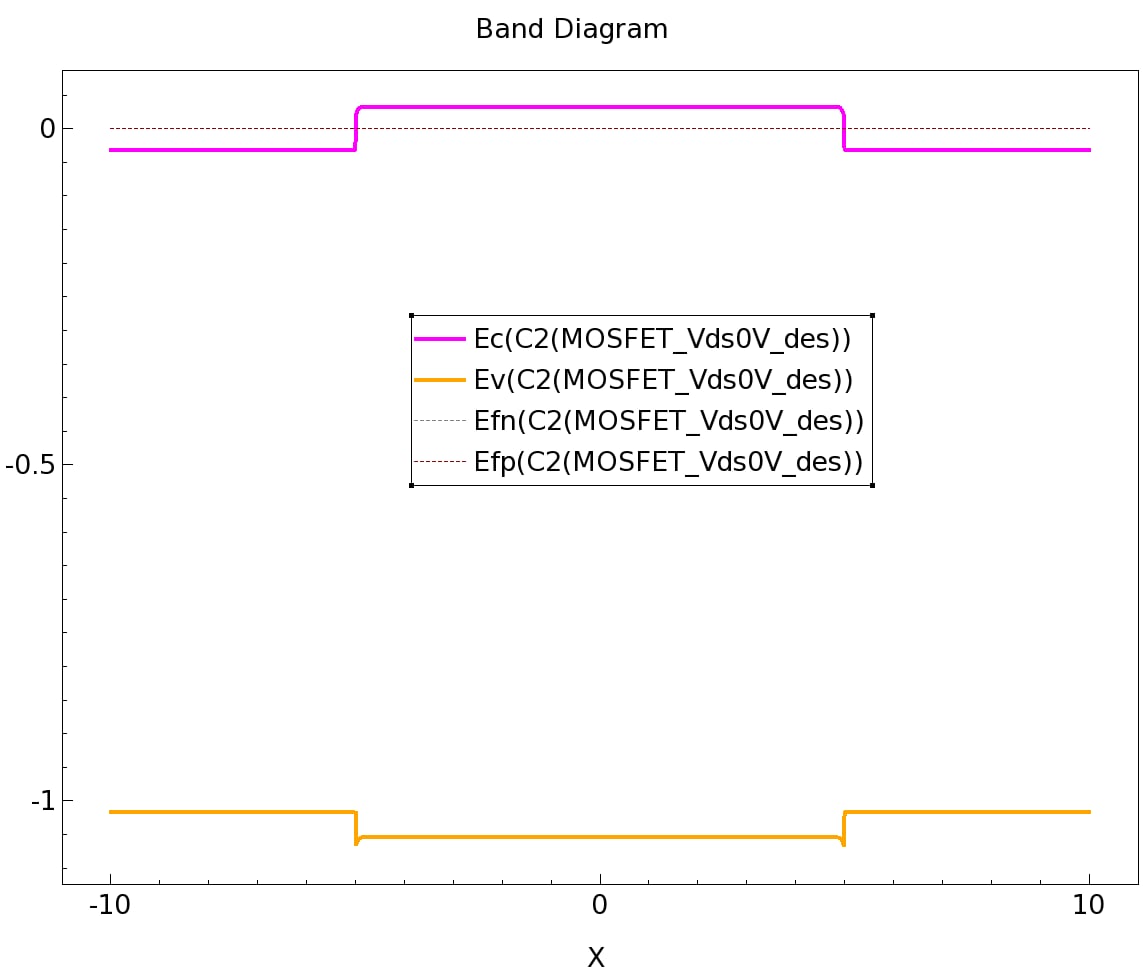 Band Diagram
0
-0.5
-1
Ec(C2(MOSFET_Vds0V_des))
Ev(C2(MOSFET_Vds0V_des))
Efn(C2(MOSFET_Vds0V_des))
Efp(C2(MOSFET_Vds0V_des))
-10 0 10
X